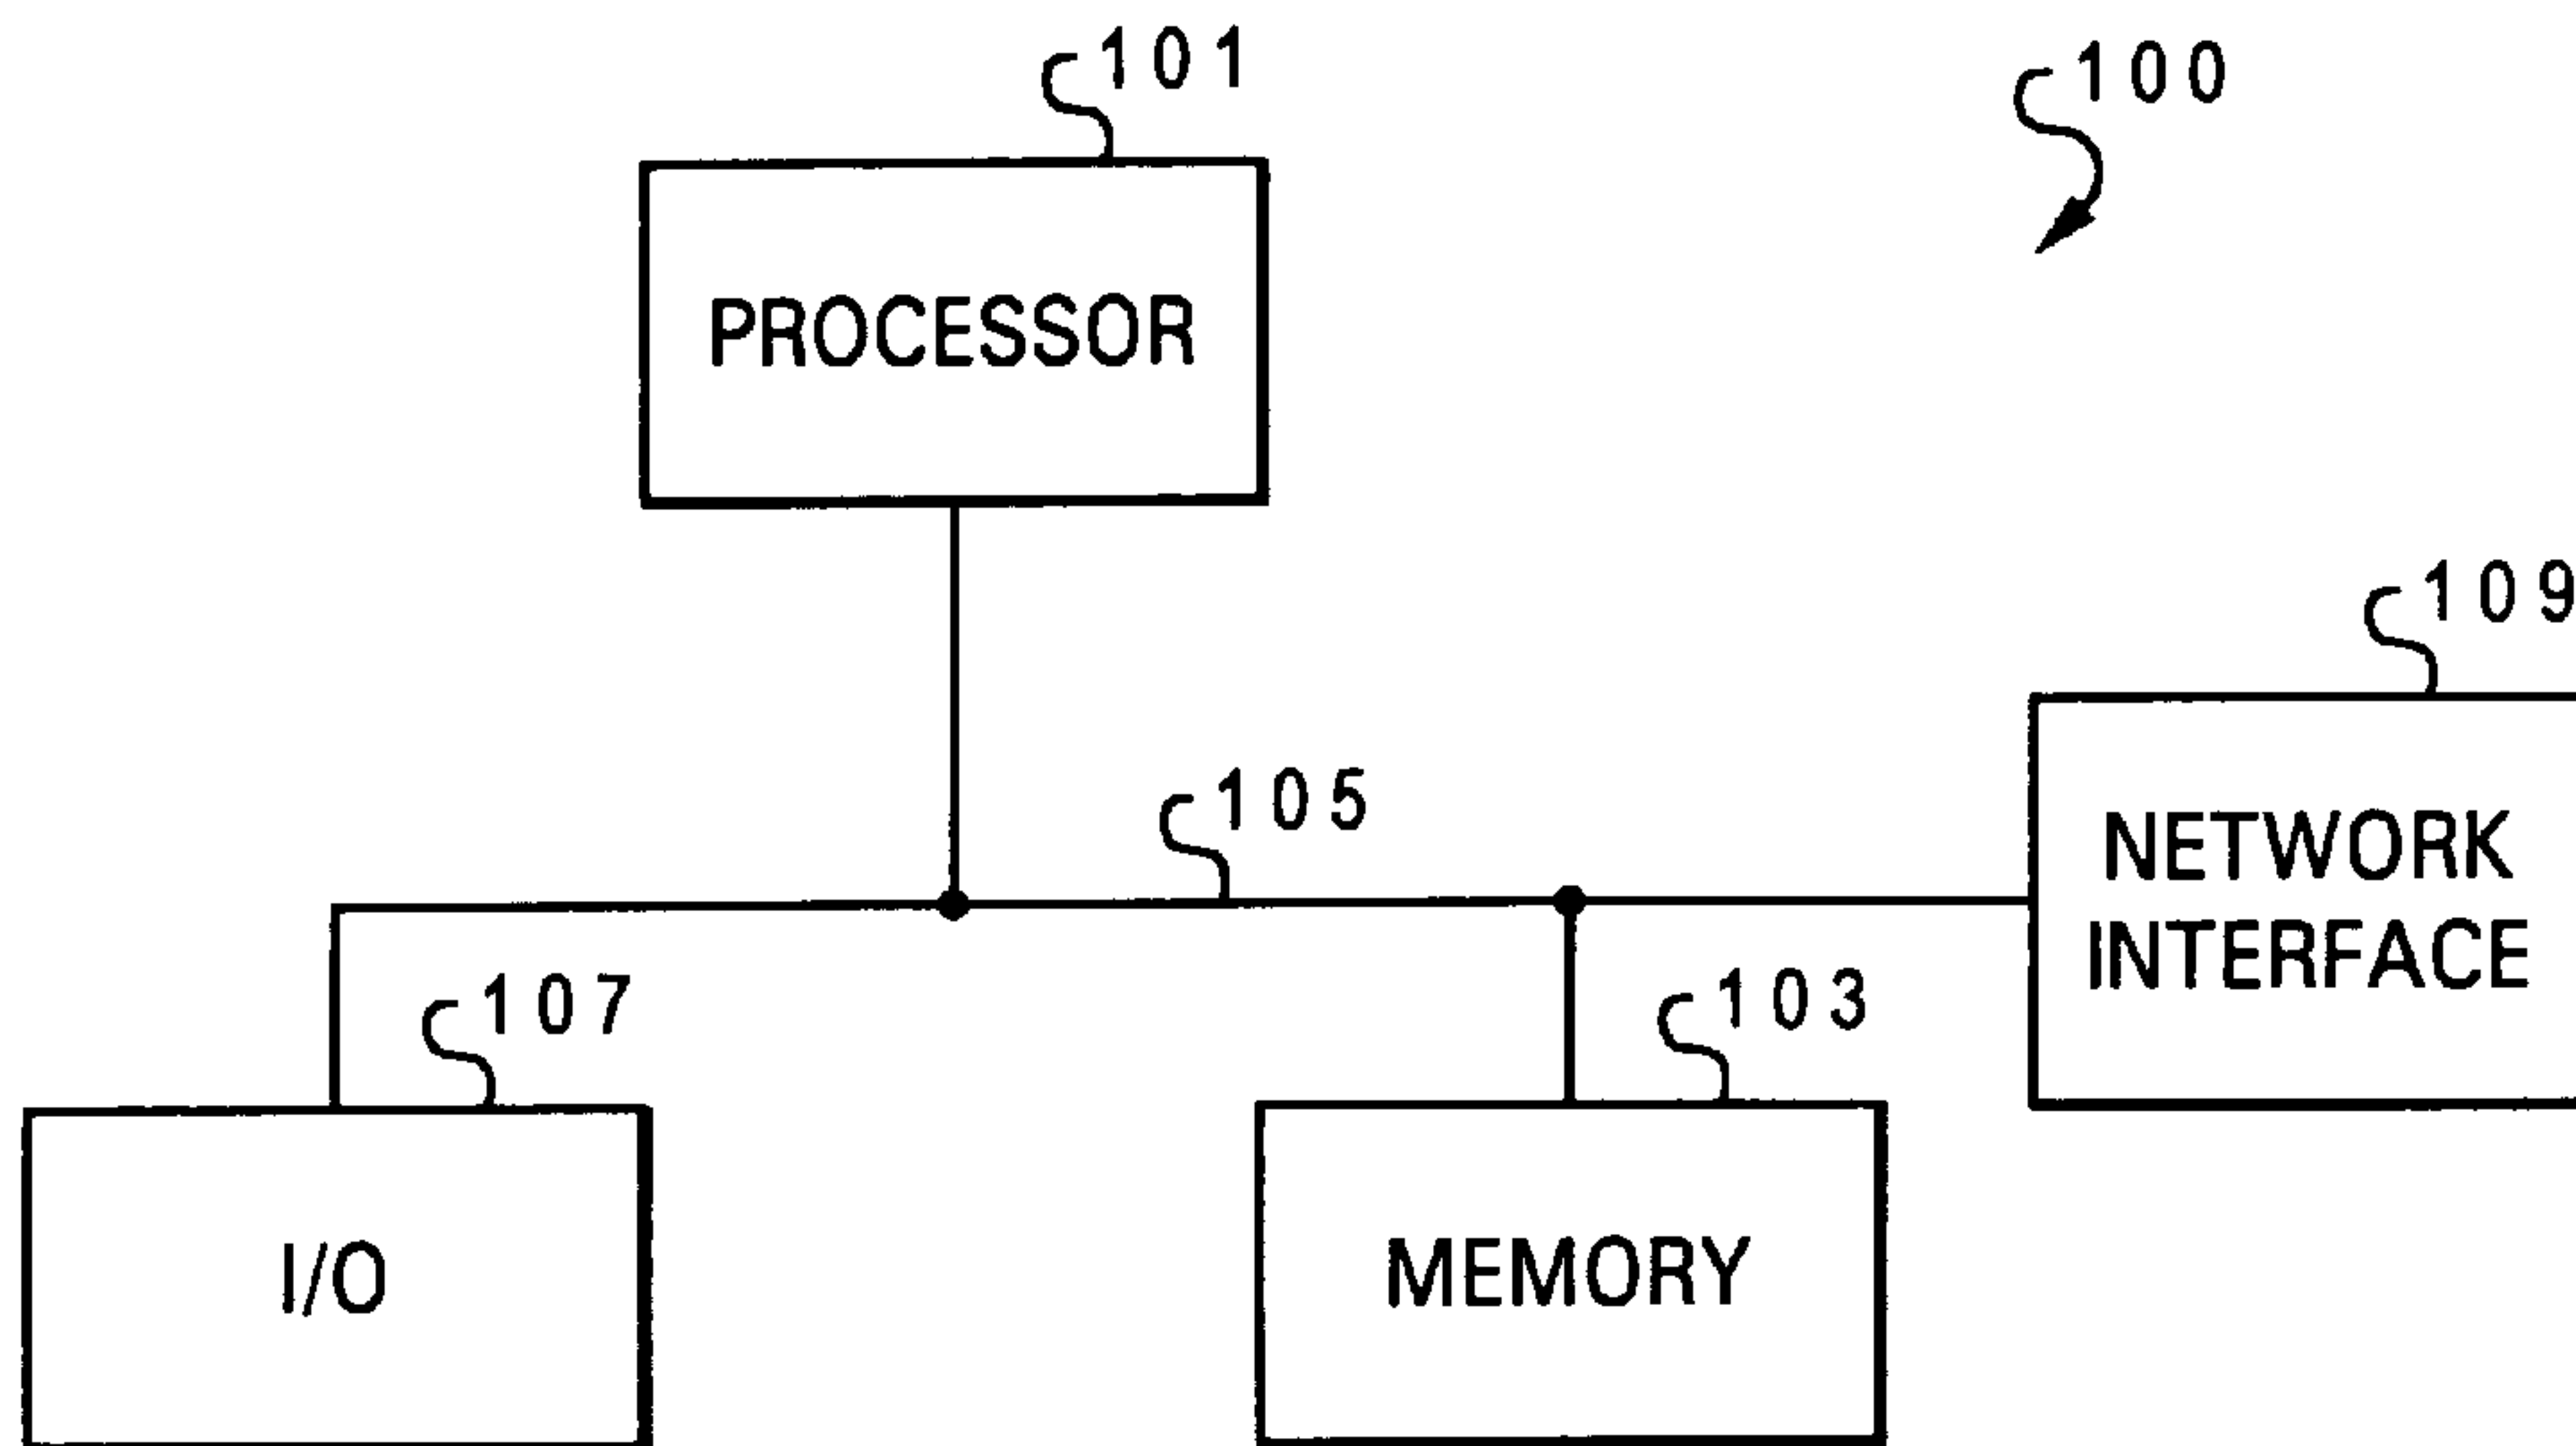 101
100
PROCESSOR
109
105
NETWORK
INTERFACE
107
103
I/O
MEMORY